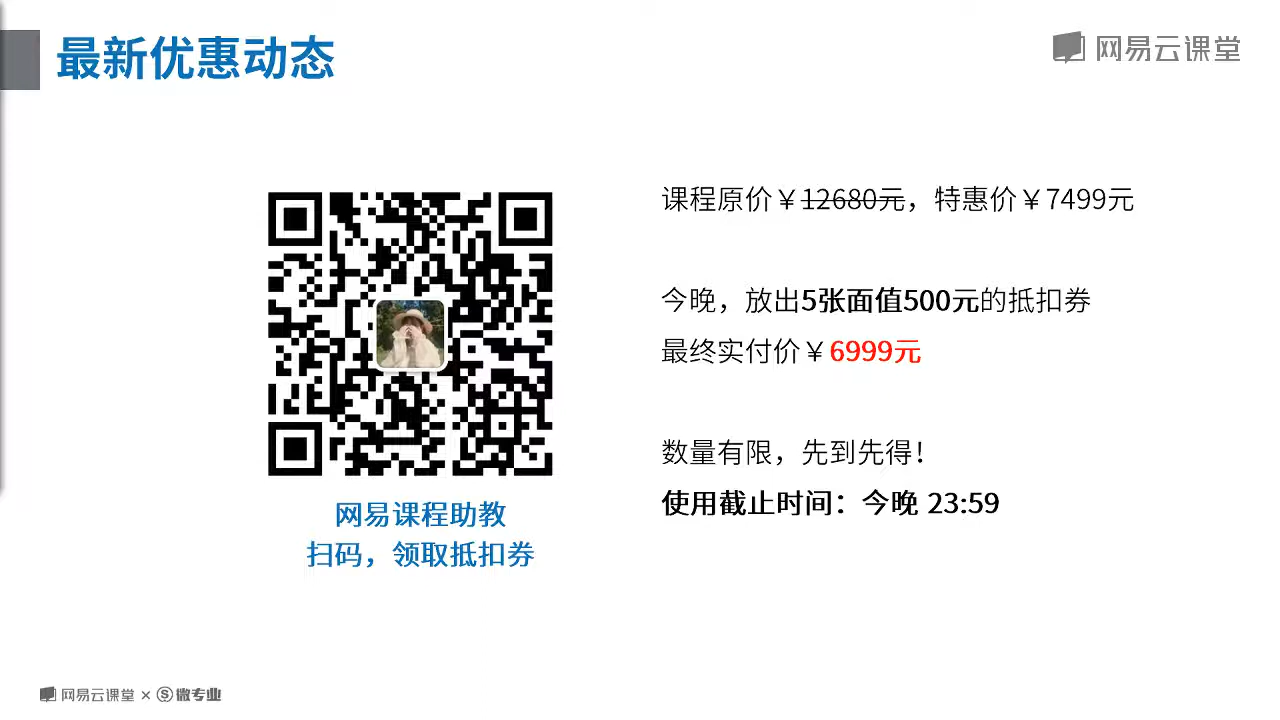 最新优惠动态
网易云课堂
课程原价￥12680元，特惠价￥7499元
今晚，放出5张面值500元的抵扣券
最终实付价￥6999元
数量有限，先到先得！
使用截止时间：今晚 23:59
网易课程助教
扫码，领取抵扣券
网易云课堂 × Ⓢ微专业